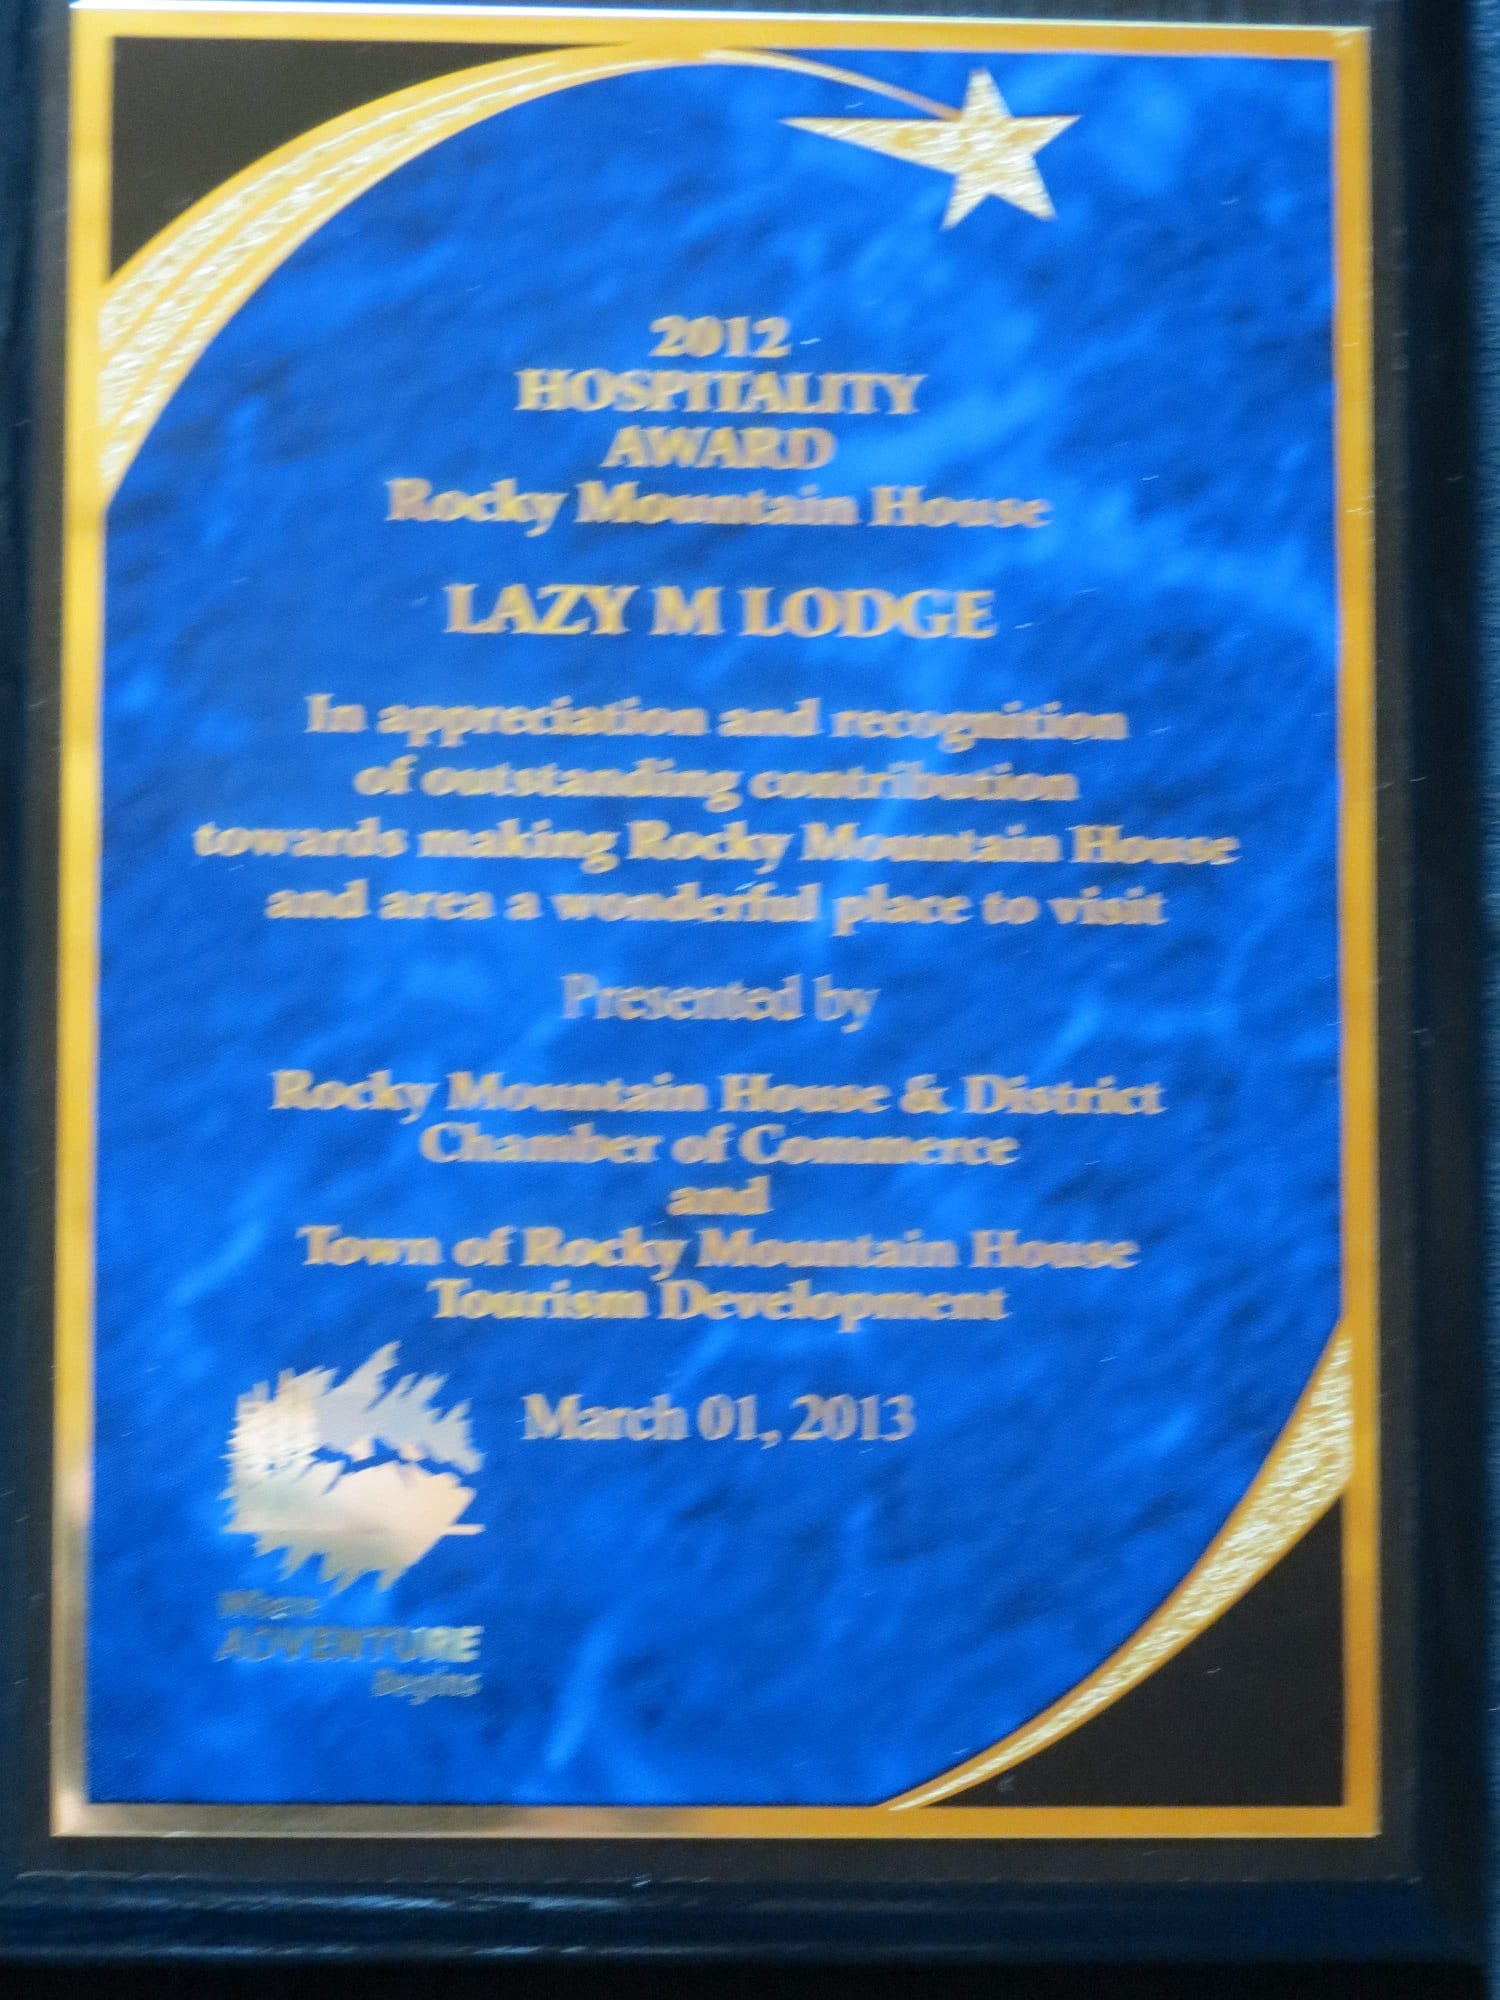 2012
HOSPITALITY
AWARD
Rocky Mountain House
LAZY M LODGE
In appreciation and recognition
of outstanding contribution
towards making Rocky Mountain House
and area a wonderful place to visit
Presented by
Rocky Mountain House & District
Chamber of Commerce
and
Town of Rocky Mountain House
Tourism Development
March 01, 2013
Where
ADVENTURE
Begins